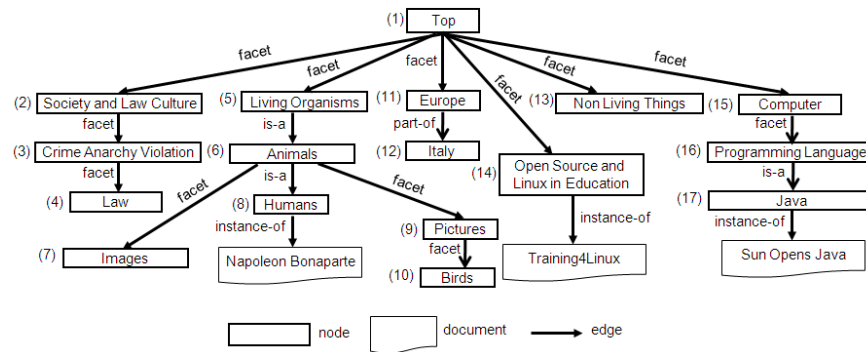 (1) Top
facet facet facet facet facet facet
(2) Society and Law Culture (5) Living Organisms (11) Europe (13) Non Living Things (15) Computer
facet is-a part-of facet
(3) Crime Anarchy Violation (6) Animals (12) Italy (16) Programming Language
facet facet is-a facet (14) Open Source and Linux in Education is-a
(4) Law (8) Humans (17) Java
instance-of (9) Pictures instance-of instance-of
(7) Images Napoleon Bonaparte facet Training4Linux Sun Opens Java
(10) Birds
node document edge